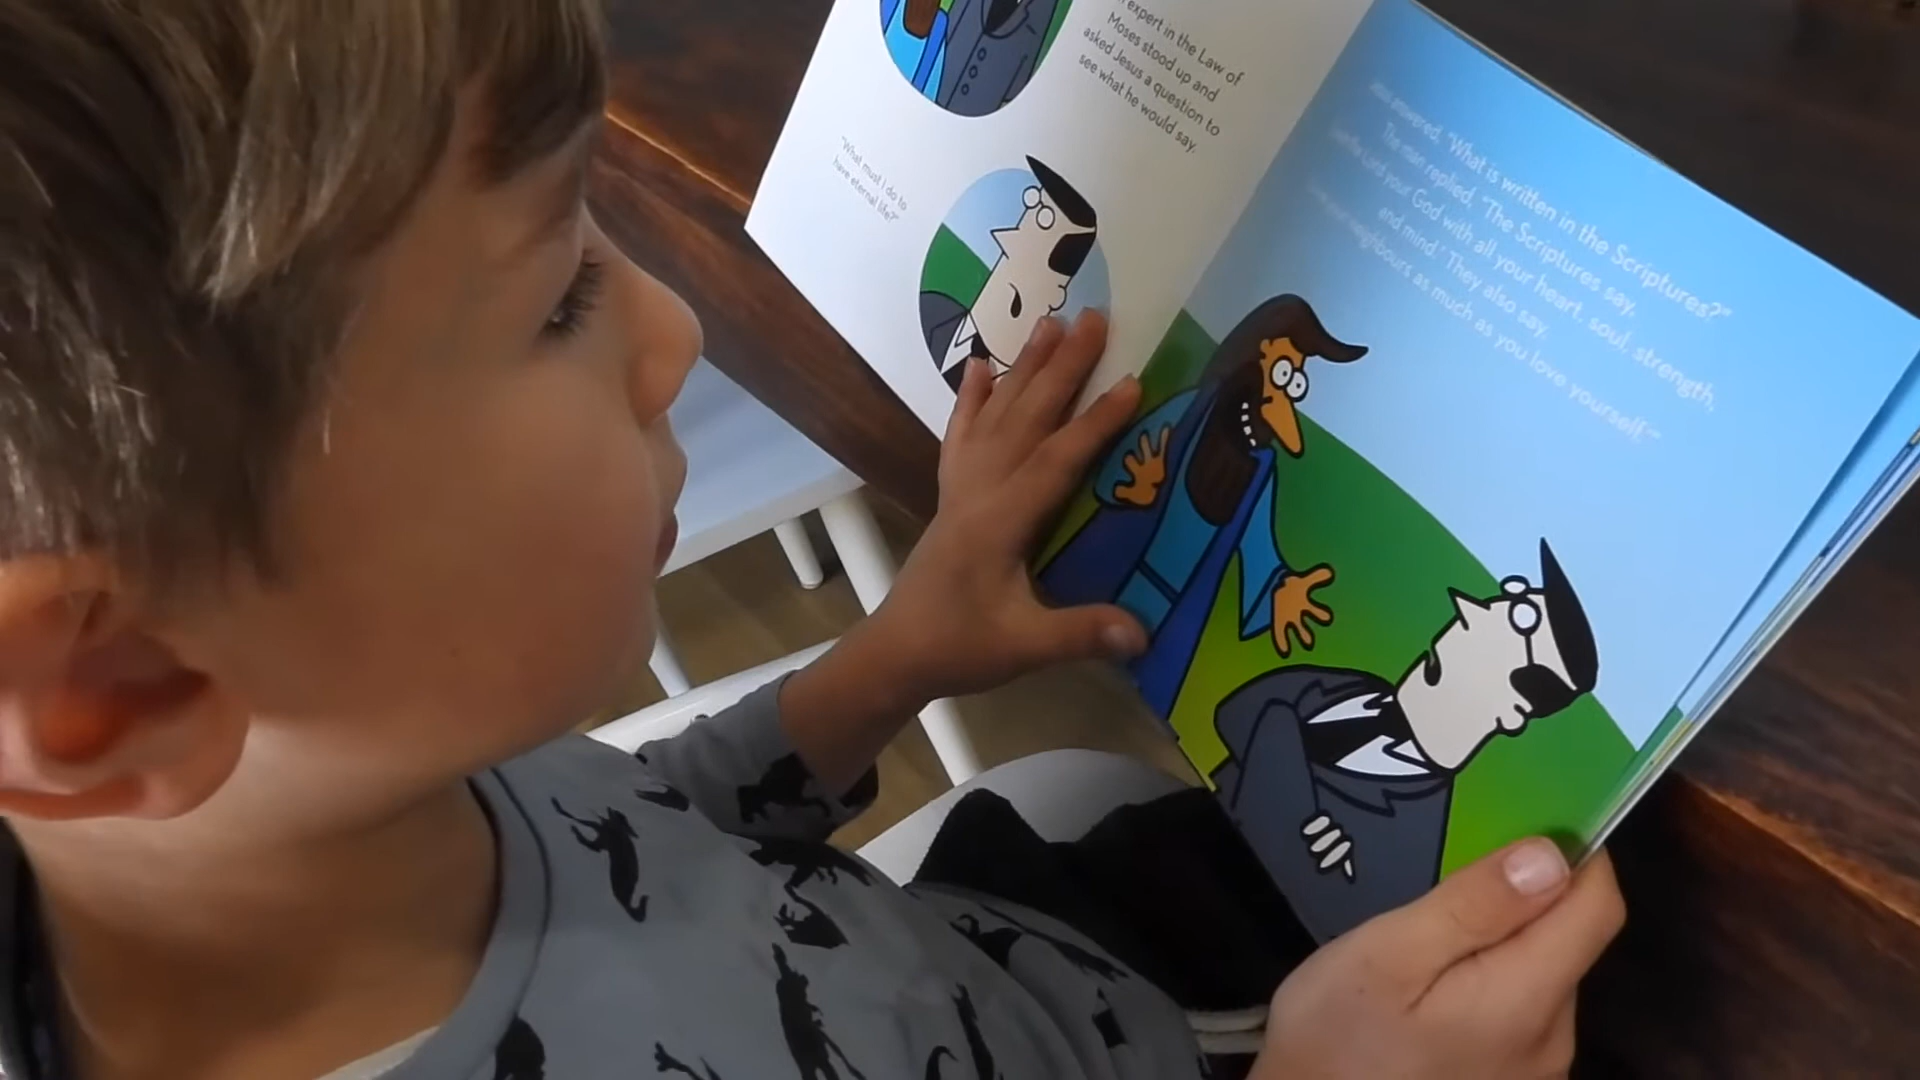 expert in the Law of
Moses stood up and
asked Jesus a question to
see what he would say.
"What must I do to
have eternal life?"
answered, "What is written in the Scriptures?"
The man replied, "The Scriptures say,
Lord your God with all your heart, soul, strength,
and mind.' They also say,
neighbours as much as you love yourself.'"